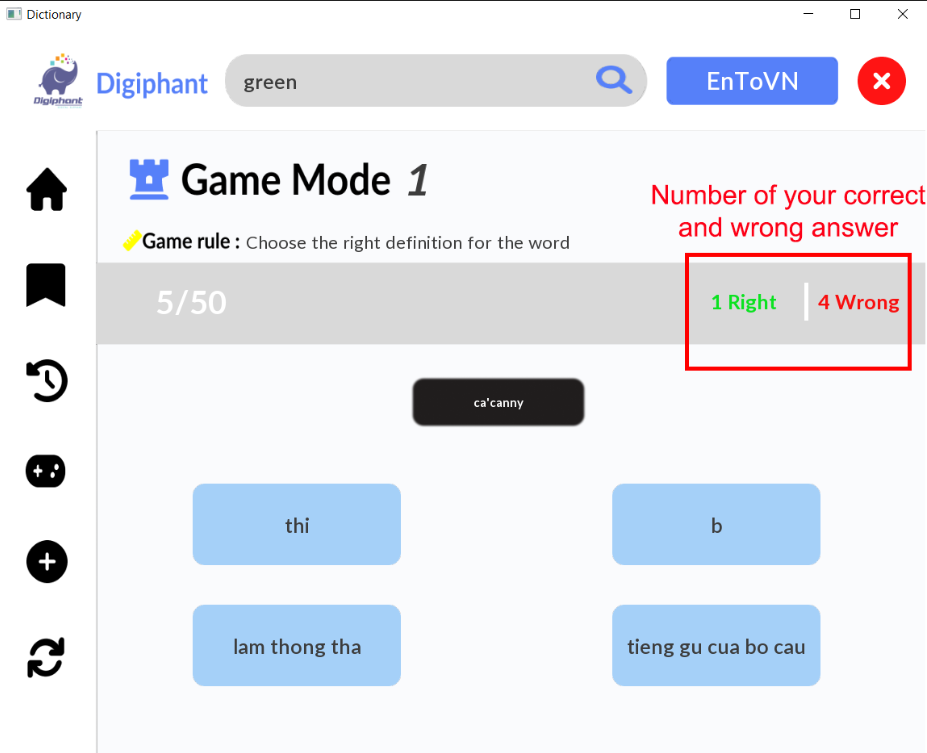 Dictionary
Digiphant
Digiphant
green
EnToVN
Game Mode 1
Number of your correct
and wrong answer
Game rule : Choose the right definition for the word
5/50
1 Right
4 Wrong
ca'canny
thi
b
lam thong tha
tieng gu cua bo cau